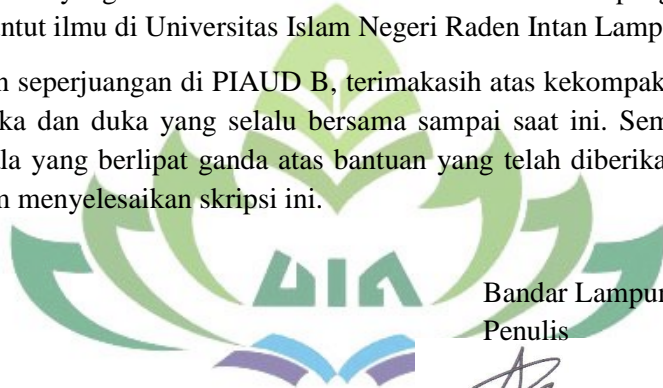 ntut ilmu di Universitas Islam Negeri Raden Intan Lamp
n seperjuangan di PIAUD B, terimakasih atas kekompak
ka dan duka yang selalu bersama sampai saat ini. Sem
la yang berlipat ganda atas bantuan yang telah diberika
n menyelesaikan skripsi ini.
UIN
Bandar Lampu
Penulis